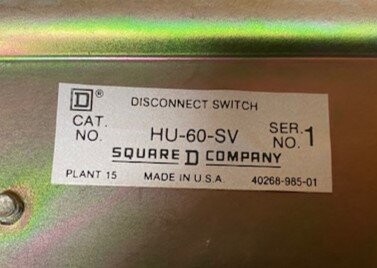 D® DISCONNECT SWITCH
CAT. NO. HU-60-SV SER. NO. 1
SQUARE D COMPANY
PLANT 15 MADE IN U.S.A. 40268-985-01